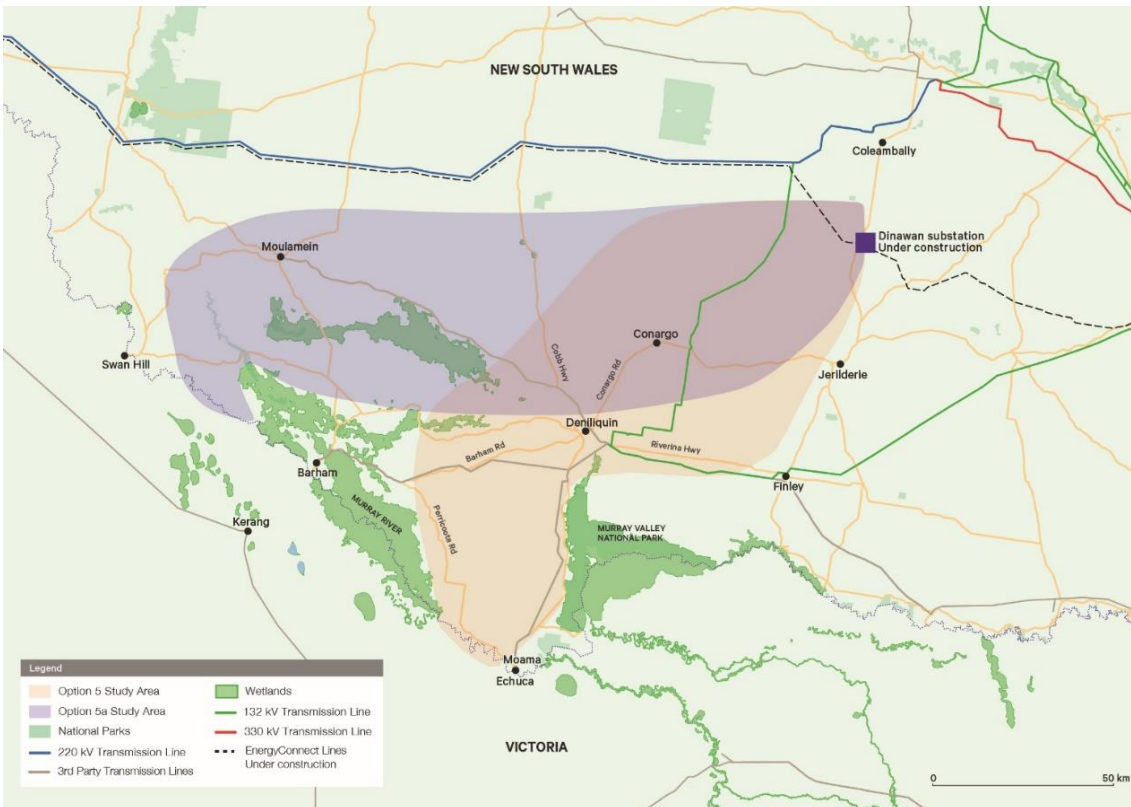 NEW SOUTH WALES
Coleambally
Dinawan substation
Under construction
Moulamein
Conargo
Cobb Hwy
Conargo Rd
Swan Hill
Jerilderie
Deniliquin
Barham Rd
Riverina Hwy
Barham
Finley
MURRAY RIVER
Perricoota Rd
Kerang
MURRAY VALLEY
NATIONAL PARK
Moama
Echuca
VICTORIA
Legend
Option 5 Study Area
Option 5a Study Area
National Parks
220 kV Transmission Line
3rd Party Transmission Lines
Wetlands
132 kV Transmission Line
330 kV Transmission Line
EnergyConnect Lines
Under construction
0 50 km